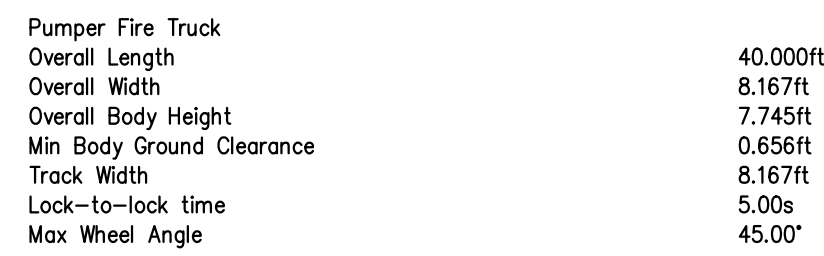 Pumper Fire Truck
Overall Length 40.000ft
Overall Width 8.167ft
Overall Body Height 7.745ft
Min Body Ground Clearance 0.656ft
Track Width 8.167ft
Lock-to-lock time 5.00s
Max Wheel Angle 45.00°